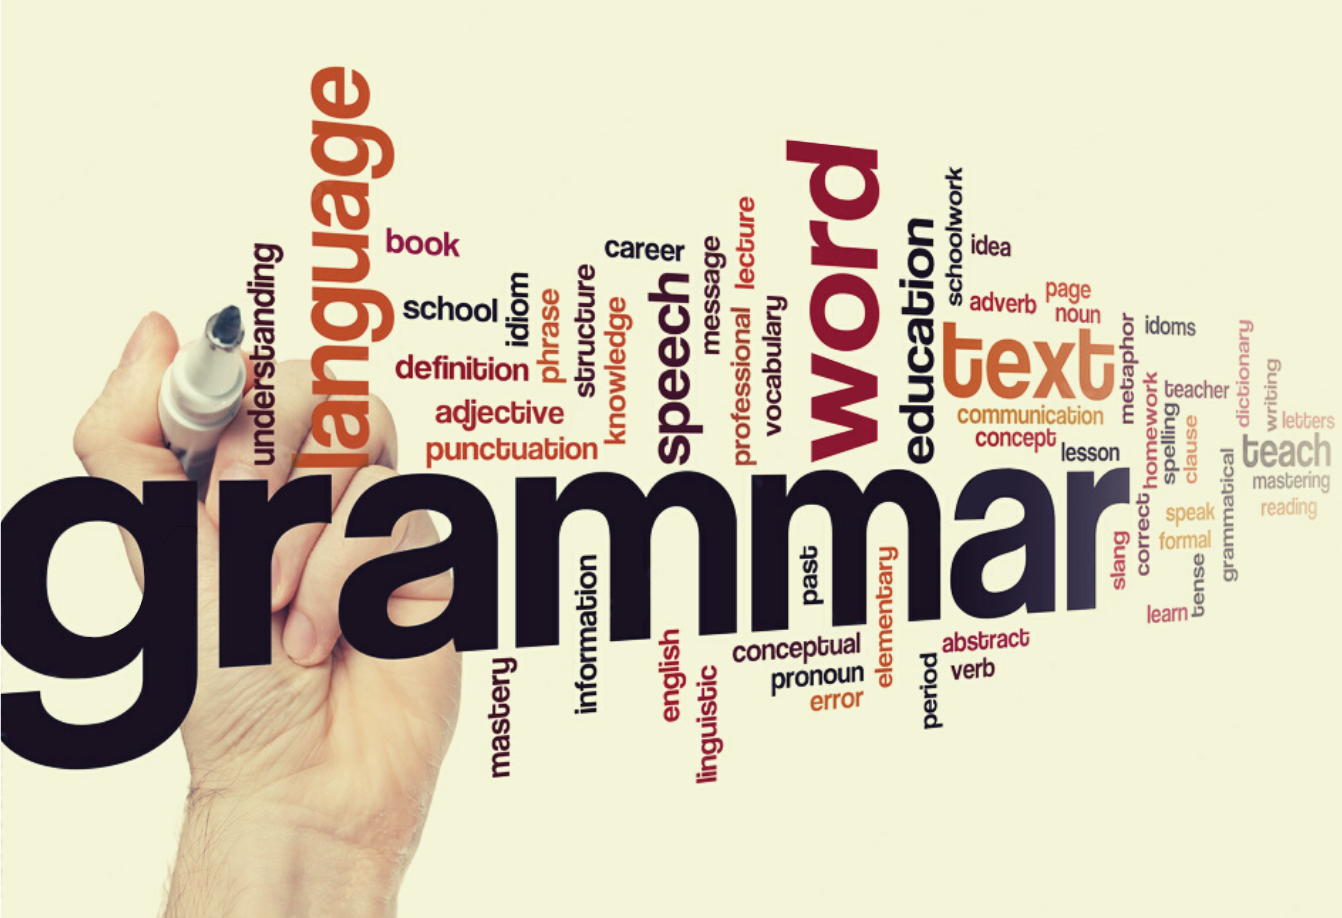 language
understanding
book
school
idiom
phrase
structure
knowledge
definition
adjective
punctuation
career
speech
message
lecture
professional
vocabulary
word
education
schoolwork
idea
adverb
page
noun
text
communication
concept
lesson
metaphor
idoms
homework
teacher
spelling
clause
dictionary
writing
letters
teach
mastering
reading
grammar
slang
correct
speak
formal
tense
grammatical
learn
mastery
information
english
linguistic
past
conceptual
pronoun
error
elementary
period
abstract
verb